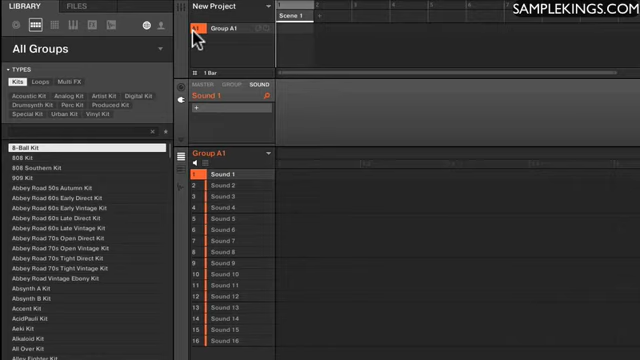 SAMPLEKINGS.COM
LIBRARY
FILES
All Groups
TYPES
Kits Loops Multi FX
Acoustic Kit Analog Kit Artist Kit Digital Kit
Drumsynth Kit Perc Kit Produced Kit
Special Kit Urban Kit Vinyl Kit
8-Ball Kit
808 Kit
808 Southern Kit
909 Kit
Abbey Road 50s Autumn Kit
Abbey Road 60s Early Direct Kit
Abbey Road 60s Early Vintage Kit
Abbey Road 60s Late Direct Kit
Abbey Road 60s Late Vintage Kit
Abbey Road 70s Open Direct Kit
Abbey Road 70s Open Vintage Kit
Abbey Road 70s Tight Direct Kit
Abbey Road 70s Tight Vintage Kit
Abbey Road Vintage Ebony Kit
Absynth A Kit
Absynth B Kit
Accent Kit
AcidPauli Kit
Aeki Kit
Alkaloid Kit
All Over Kit
Alley Fighter Kit
New Project
A1 Group A1
1 Bar
1
Scene 1
+
MASTER GROUP SOUND
Sound 1
+
Group A1
1 Sound 1
2 Sound 2
3 Sound 3
4 Sound 4
5 Sound 5
6 Sound 6
7 Sound 7
8 Sound 8
9 Sound 9
10 Sound 10
11 Sound 11
12 Sound 12
13 Sound 13
14 Sound 14
15 Sound 15
16 Sound 16